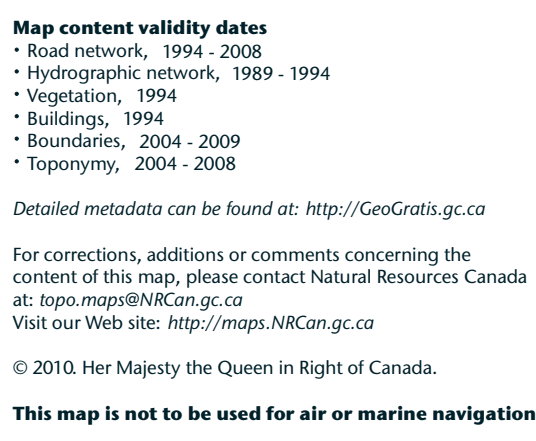 Map content validity dates
• Road network, 1994 - 2008
• Hydrographic network, 1989 - 1994
• Vegetation, 1994
• Buildings, 1994
• Boundaries, 2004 - 2009
• Toponymy, 2004 - 2008
Detailed metadata can be found at: http://GeoGratis.gc.ca
For corrections, additions or comments concerning the
content of this map, please contact Natural Resources Canada
at: topo.maps@NRCan.gc.ca
Visit our Web site: http://maps.NRCan.gc.ca
© 2010. Her Majesty the Queen in Right of Canada.
This map is not to be used for air or marine navigation